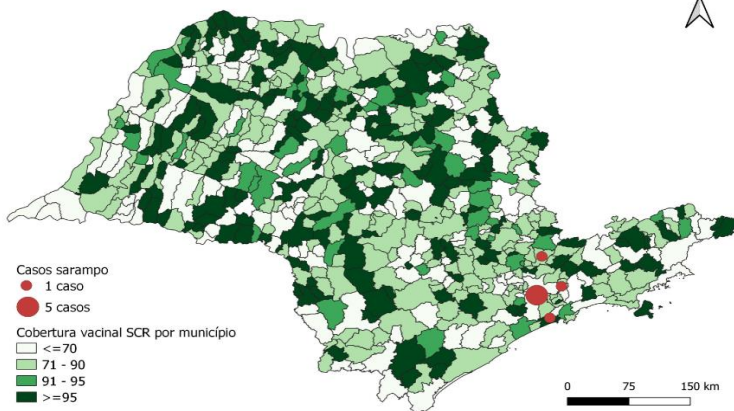 Casos sarampo
1 caso
5 casos
Cobertura vacinal SCR por município
<=70
71 - 90
91 - 95
>=95
0 75 150 km